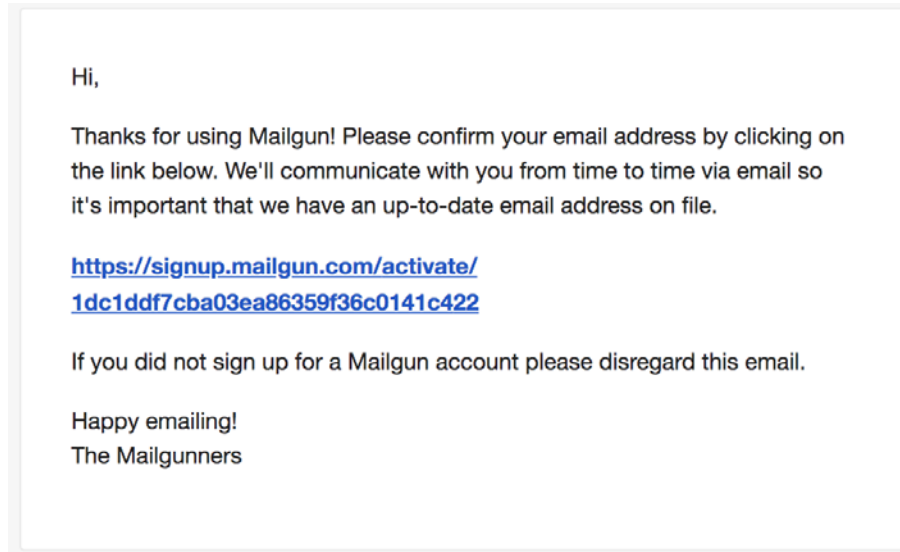 Hi,
Thanks for using Mailgun! Please confirm your email address by clicking on
the link below. We'll communicate with you from time to time via email so
it's important that we have an up-to-date email address on file.
https://signup.mailgun.com/activate/
1dc1ddf7cba03ea86359f36c0141c422
If you did not sign up for a Mailgun account please disregard this email.
Happy emailing!
The Mailgunners